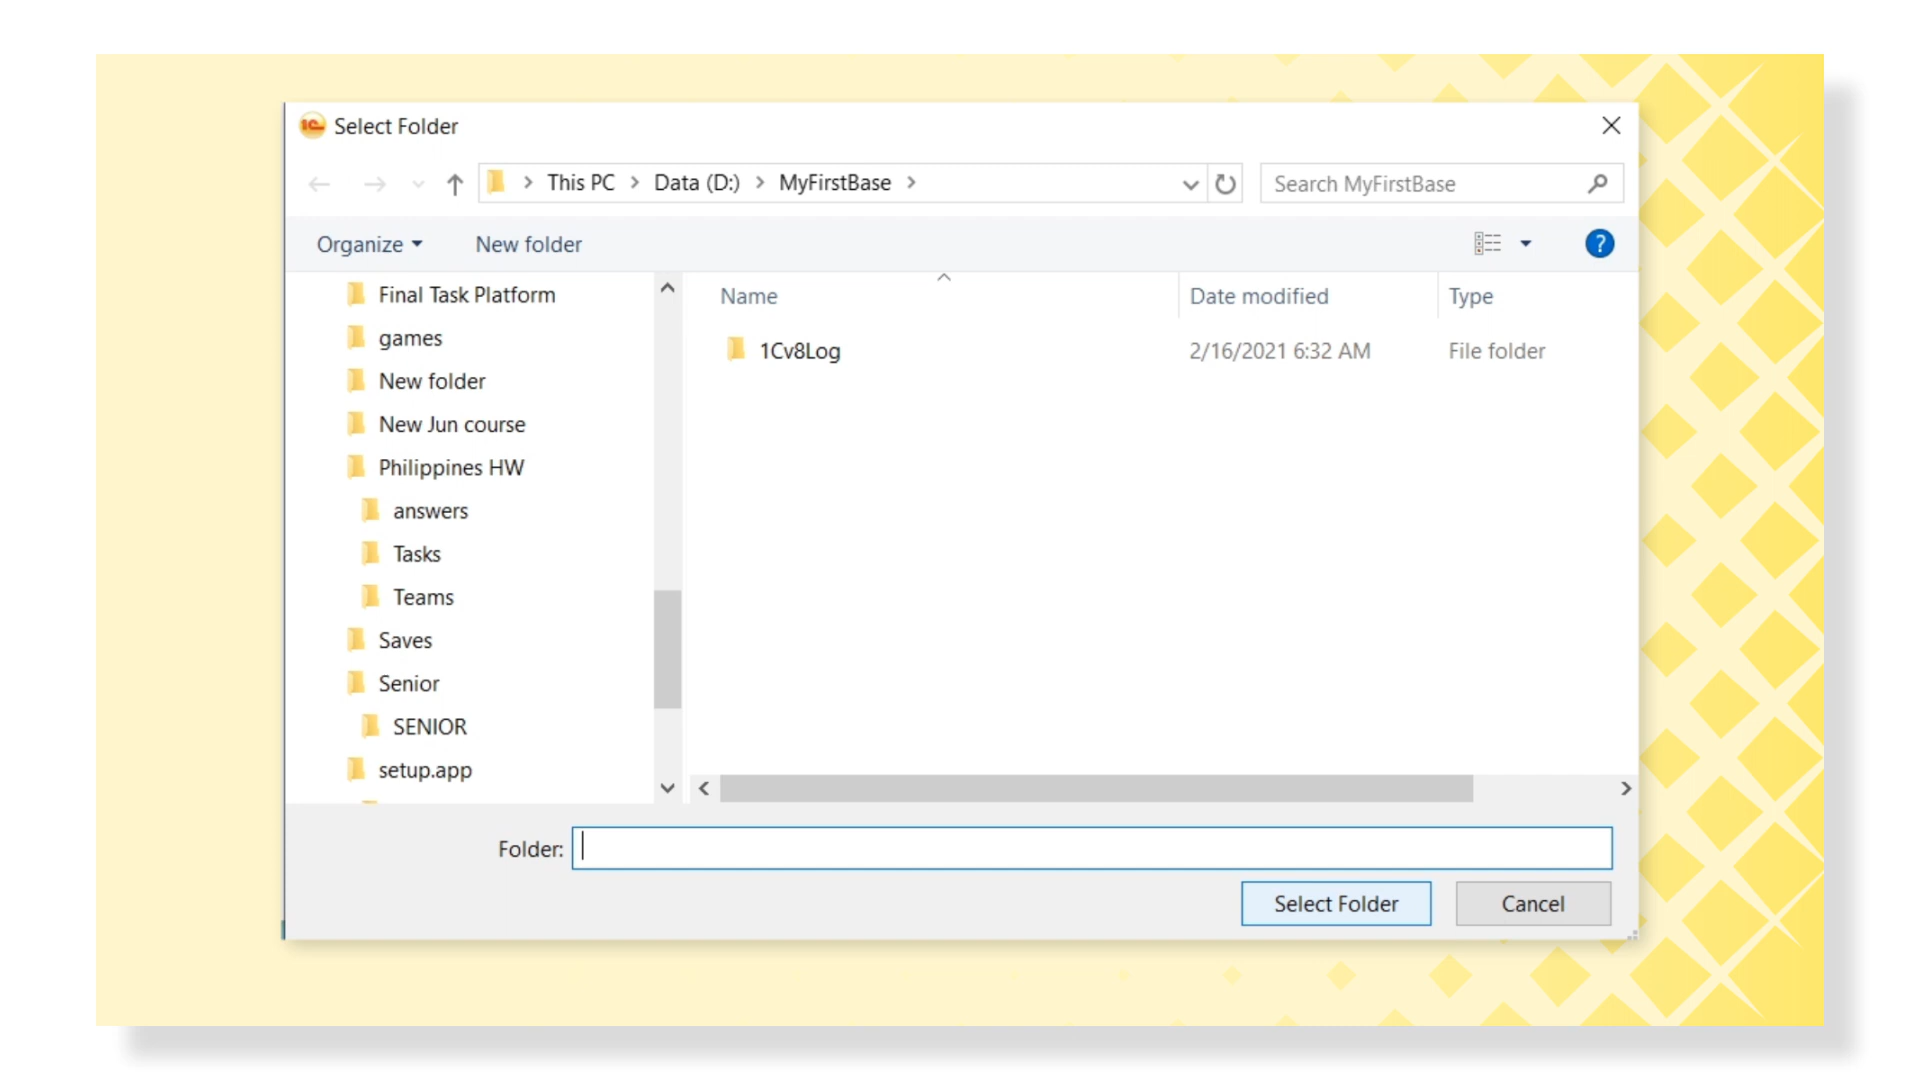 1C Select Folder
This PC > Data (D:) > MyFirstBase >
Search MyFirstBase
Organize New folder ?
Name Date modified Type
1Cv8Log 2/16/2021 6:32 AM File folder
Final Task Platform
games
New folder
New Jun course
Philippines HW
answers
Tasks
Teams
Saves
Senior
SENIOR
setup.app
Folder:
Select Folder Cancel